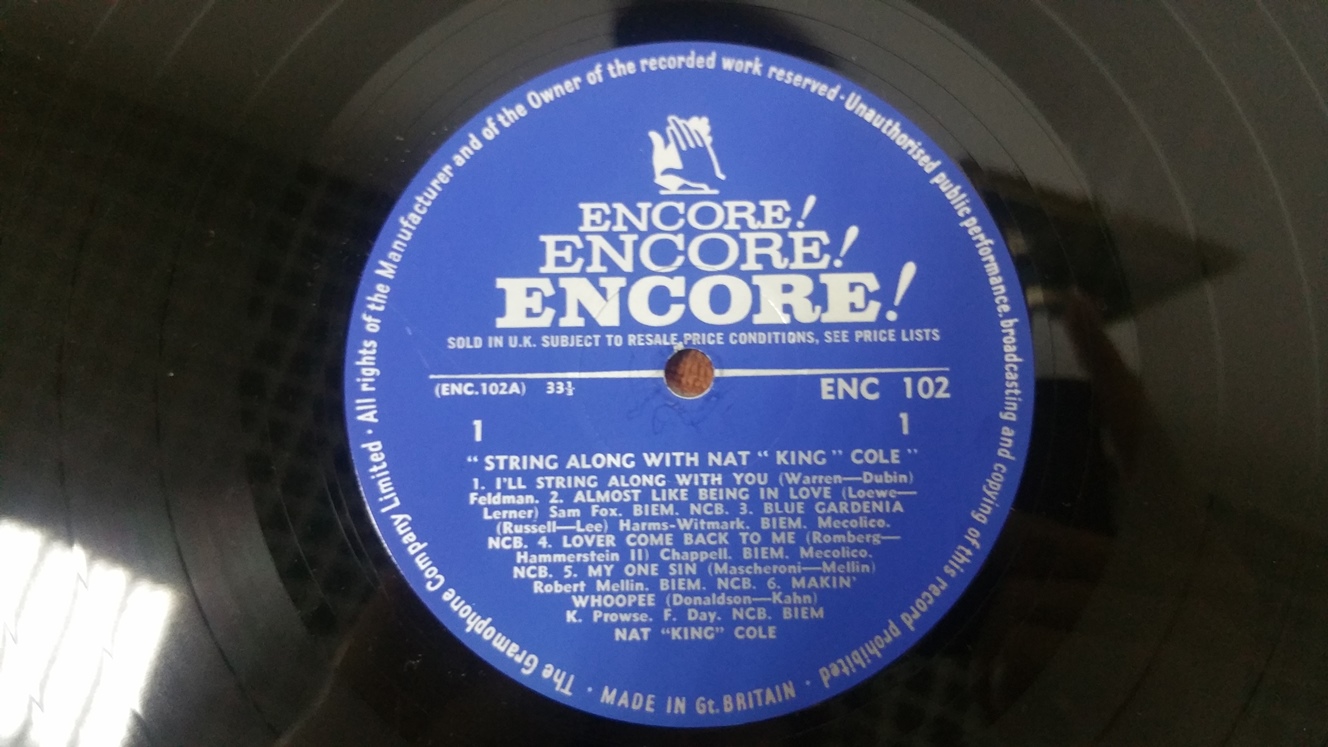 The Gramophone Company Limited · All rights of the Manufacturer and of the Owner of the recorded work reserved · Unauthorised public performance, broadcasting and copying of this record prohibited ·
ENCORE!
ENCORE!
ENCORE!
SOLD IN U.K. SUBJECT TO RESALE PRICE CONDITIONS, SEE PRICE LISTS
(ENC.102A) 33⅓ ENC 102
1 1
“ STRING ALONG WITH NAT “ KING ” COLE ”
1. I'LL STRING ALONG WITH YOU (Warren—Dubin)
Feldman. 2. ALMOST LIKE BEING IN LOVE (Loewe—
Lerner) Sam Fox. BIEM. NCB. 3. BLUE GARDENIA
(Russell—Lee) Harms-Witmark. BIEM. Mecolico.
NCB. 4. LOVER COME BACK TO ME (Romberg—
Hammerstein II) Chappell. BIEM. Mecolico.
NCB. 5. MY ONE SIN (Mascheroni—Mellin)
Robert Mellin. BIEM. NCB. 6. MAKIN'
WHOOPEE (Donaldson—Kahn)
K. Prowse. F. Day. NCB. BIEM
NAT “KING” COLE
· MADE IN Gt. BRITAIN ·